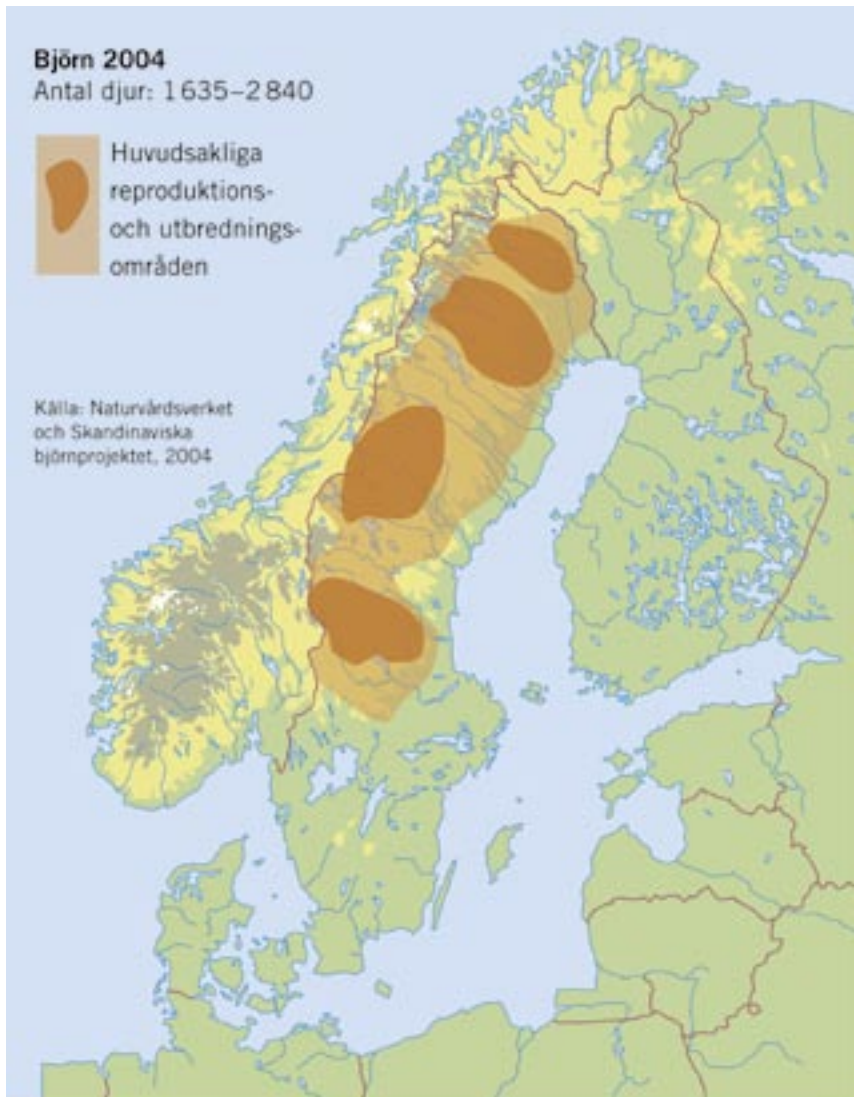 Björn 2004
Antal djur: 1 635–2 840
Huvudsakliga
reproduktions-
och utbrednings-
områden
Källa: Naturvårdsverket
och Skandinaviska
björnprojektet, 2004